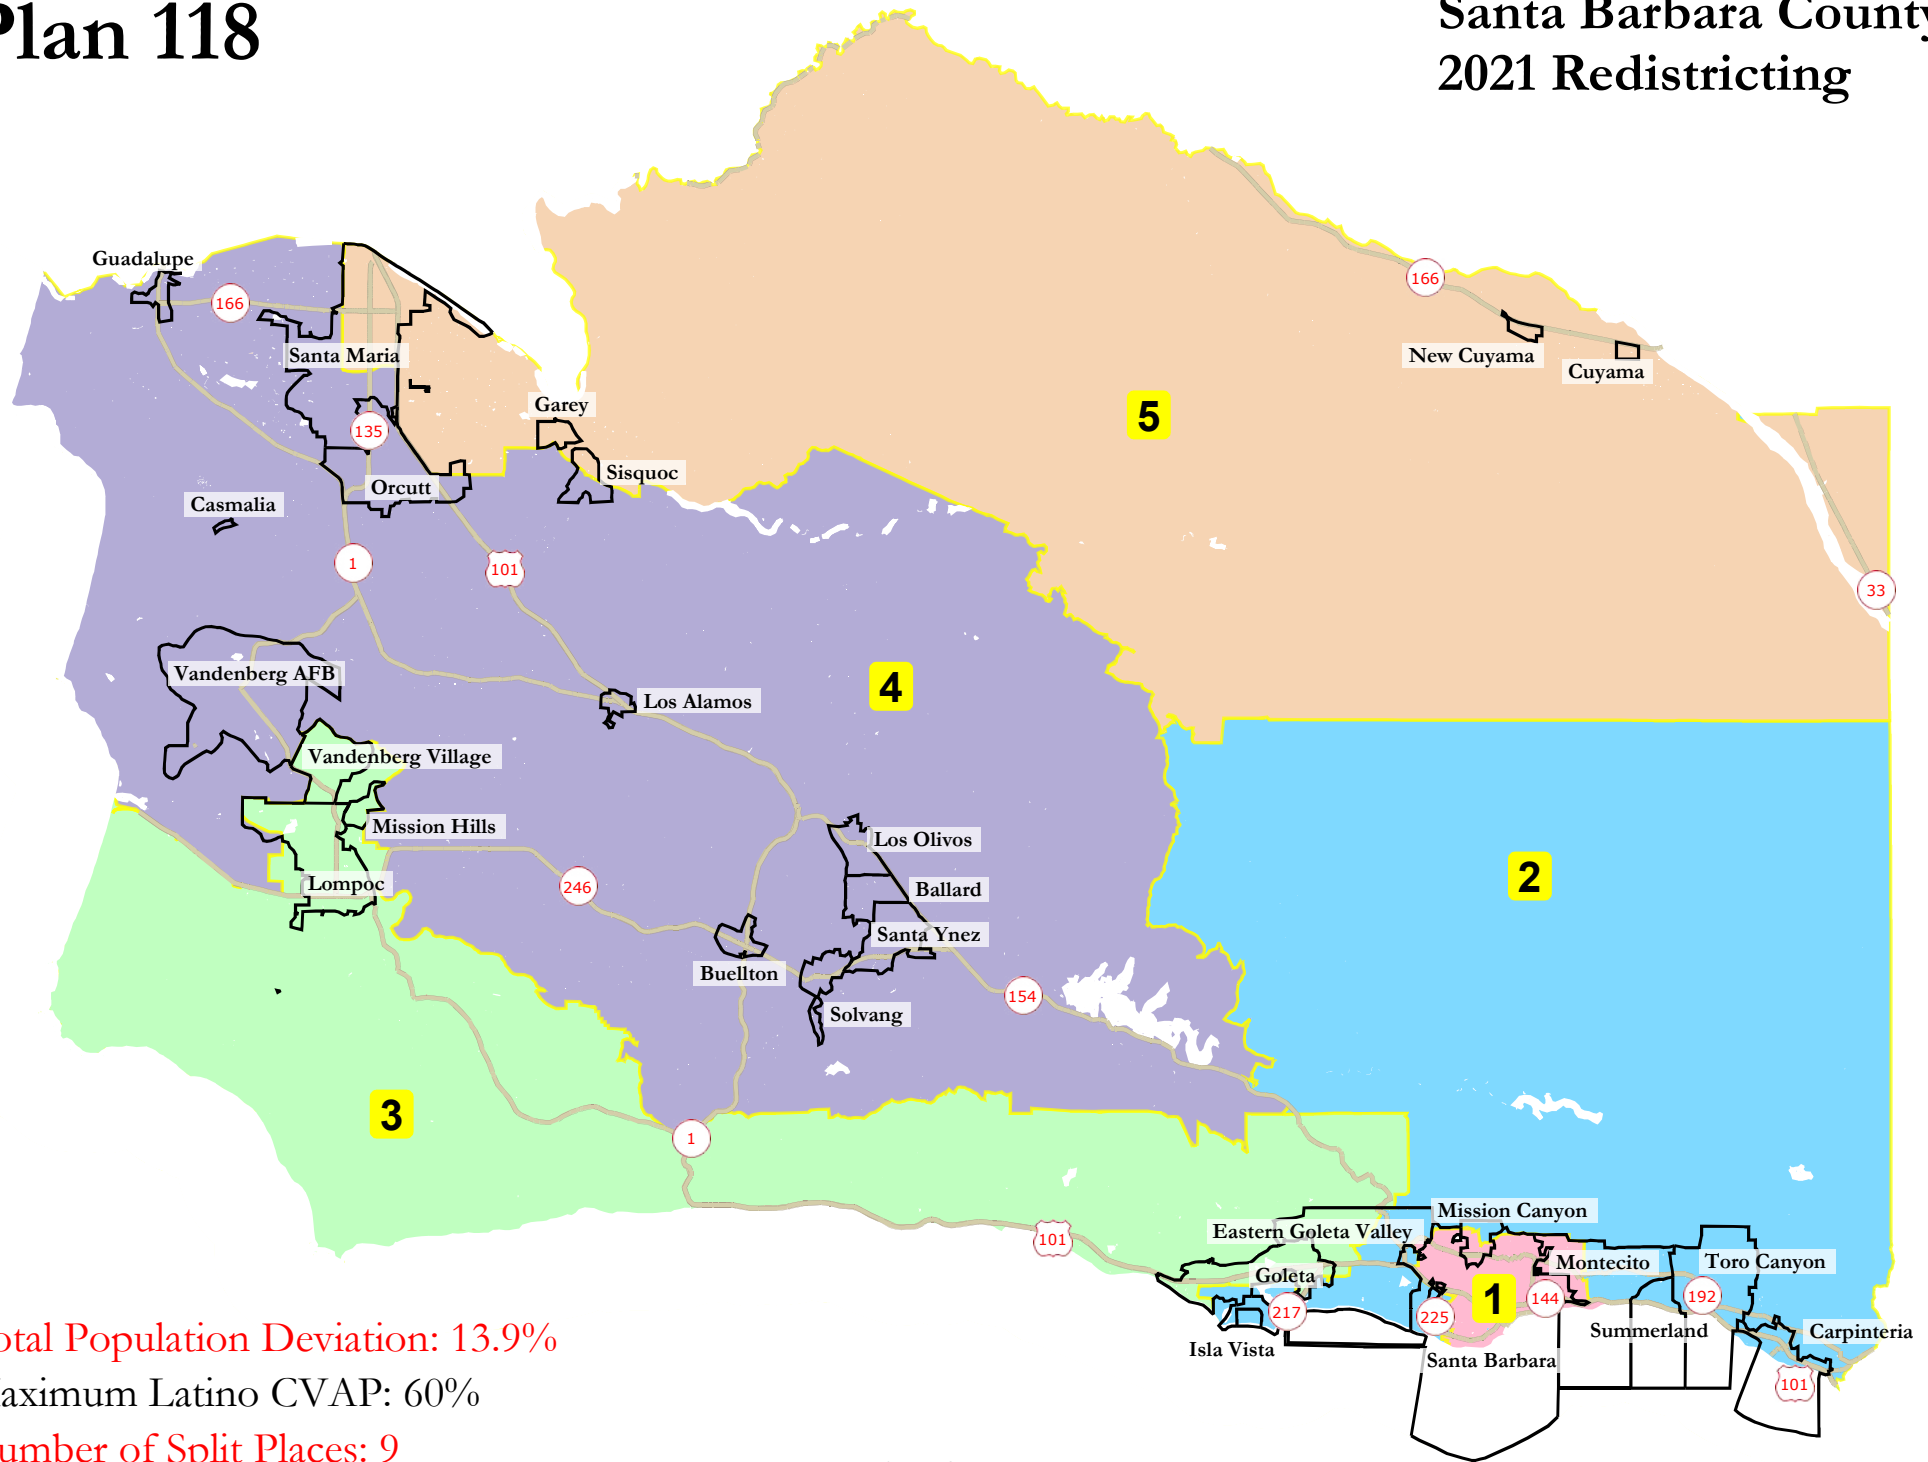 Plan 118
Santa Barbara County
2021 Redistricting
Guadalupe
166
Santa Maria
135
Garey
Sisquoc
Orcutt
Casmalia
1
101
166
New Cuyama
Cuyama
5
33
Vandenberg AFB
Los Alamos
4
Vandenberg Village
Mission Hills
Los Olivos
Lompoc
246
Ballard
2
Santa Ynez
Buellton
154
Solvang
3
1
101
Mission Canyon
Eastern Goleta Valley
Goleta
Montecito
Toro Canyon
217
225
1
144
192
Isla Vista
Santa Barbara
Summerland
Carpinteria
101
otal Population Deviation: 13.9%
aximum Latino CVAP: 60%
umber of Split Places: 9